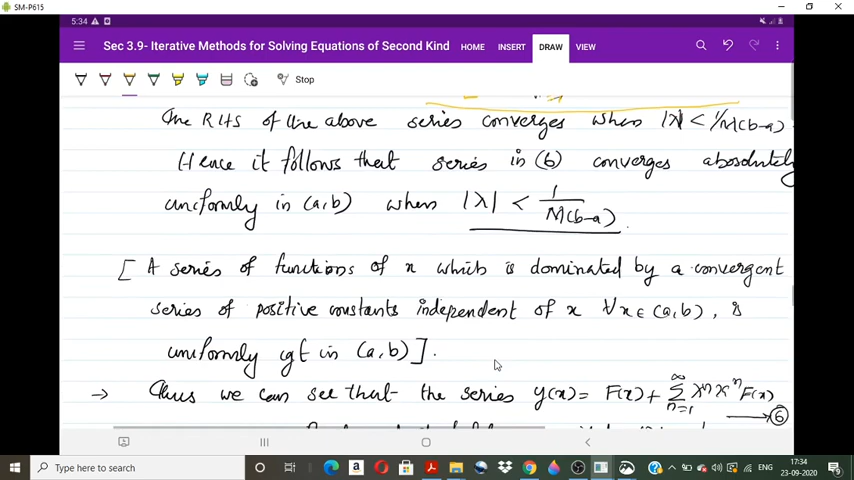 SM-P615
5:34
Sec 3.9- Iterative Methods for Solving Equations of Second Kind HOME INSERT DRAW VIEW
Stop
The RHS of the above series converges when |λ| < 1/M(b-a).
Hence it follows that series in (6) converges absolutely
uniformly in (a,b) when |λ| < 1/M(b-a).
[A series of functions of x which is dominated by a convergent
series of positive constants independent of x ∀x∈(a,b), is
uniformly cgt in (a,b)].
→ Thus we can see that the series y(x) = F(x) + ∑_{n=1}^{∞} λⁿ Kⁿ F(x)
→ ⑥
Type here to search
ENG
17:34
23-09-2020